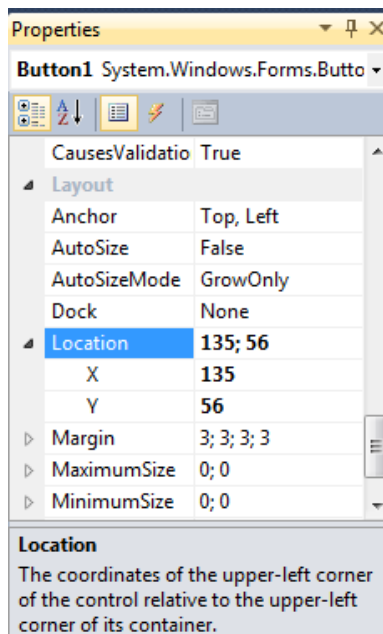 Properties
Button1 System.Windows.Forms.Butto
CausesValidatio True
Layout
Anchor Top, Left
AutoSize False
AutoSizeMode GrowOnly
Dock None
Location 135; 56
X 135
Y 56
Margin 3; 3; 3; 3
MaximumSize 0; 0
MinimumSize 0; 0
Location
The coordinates of the upper-left corner
of the control relative to the upper-left
corner of its container.